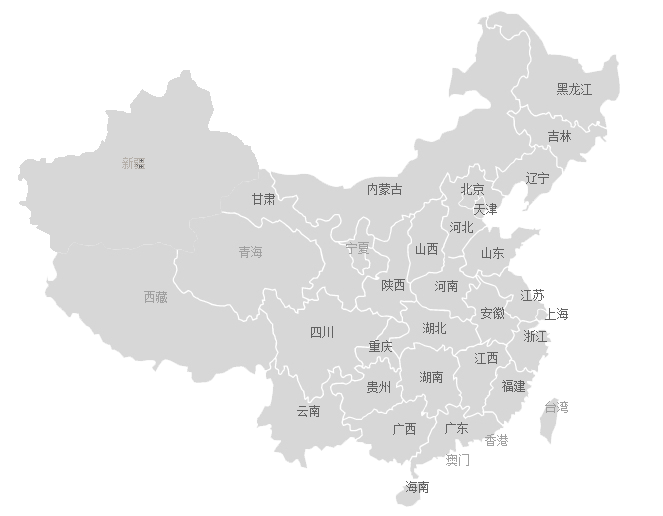 黑龙江
吉林
辽宁
新疆
内蒙古
北京
甘肃
天津
河北
宁夏
山西
青海
山东
陕西
河南
西藏
江苏
安徽
上海
四川
湖北
浙江
重庆
江西
贵州
湖南
福建
云南
台湾
广西
广东
香港
澳门
海南